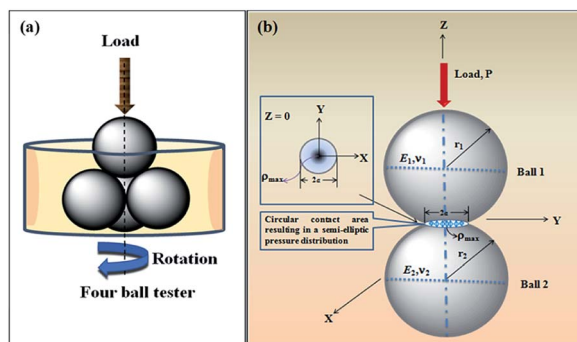 (a)
Load
Rotation
Four ball tester
(b)
Z
Load, P
Z = 0
Y
X
ρmax
2a
r₁
E₁,ν₁
Ball 1
2a
Y
Circular contact area
resulting in a semi-elliptic
pressure distribution
ρmax
r₂
E₂,ν₂
Ball 2
X